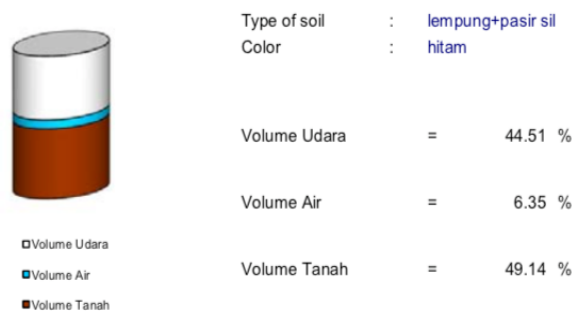 Type of soil : lempung+pasir sil
Color : hitam
Volume Udara = 44.51 %
Volume Air = 6.35 %
Volume Tanah = 49.14 %
Volume Udara
Volume Air
Volume Tanah